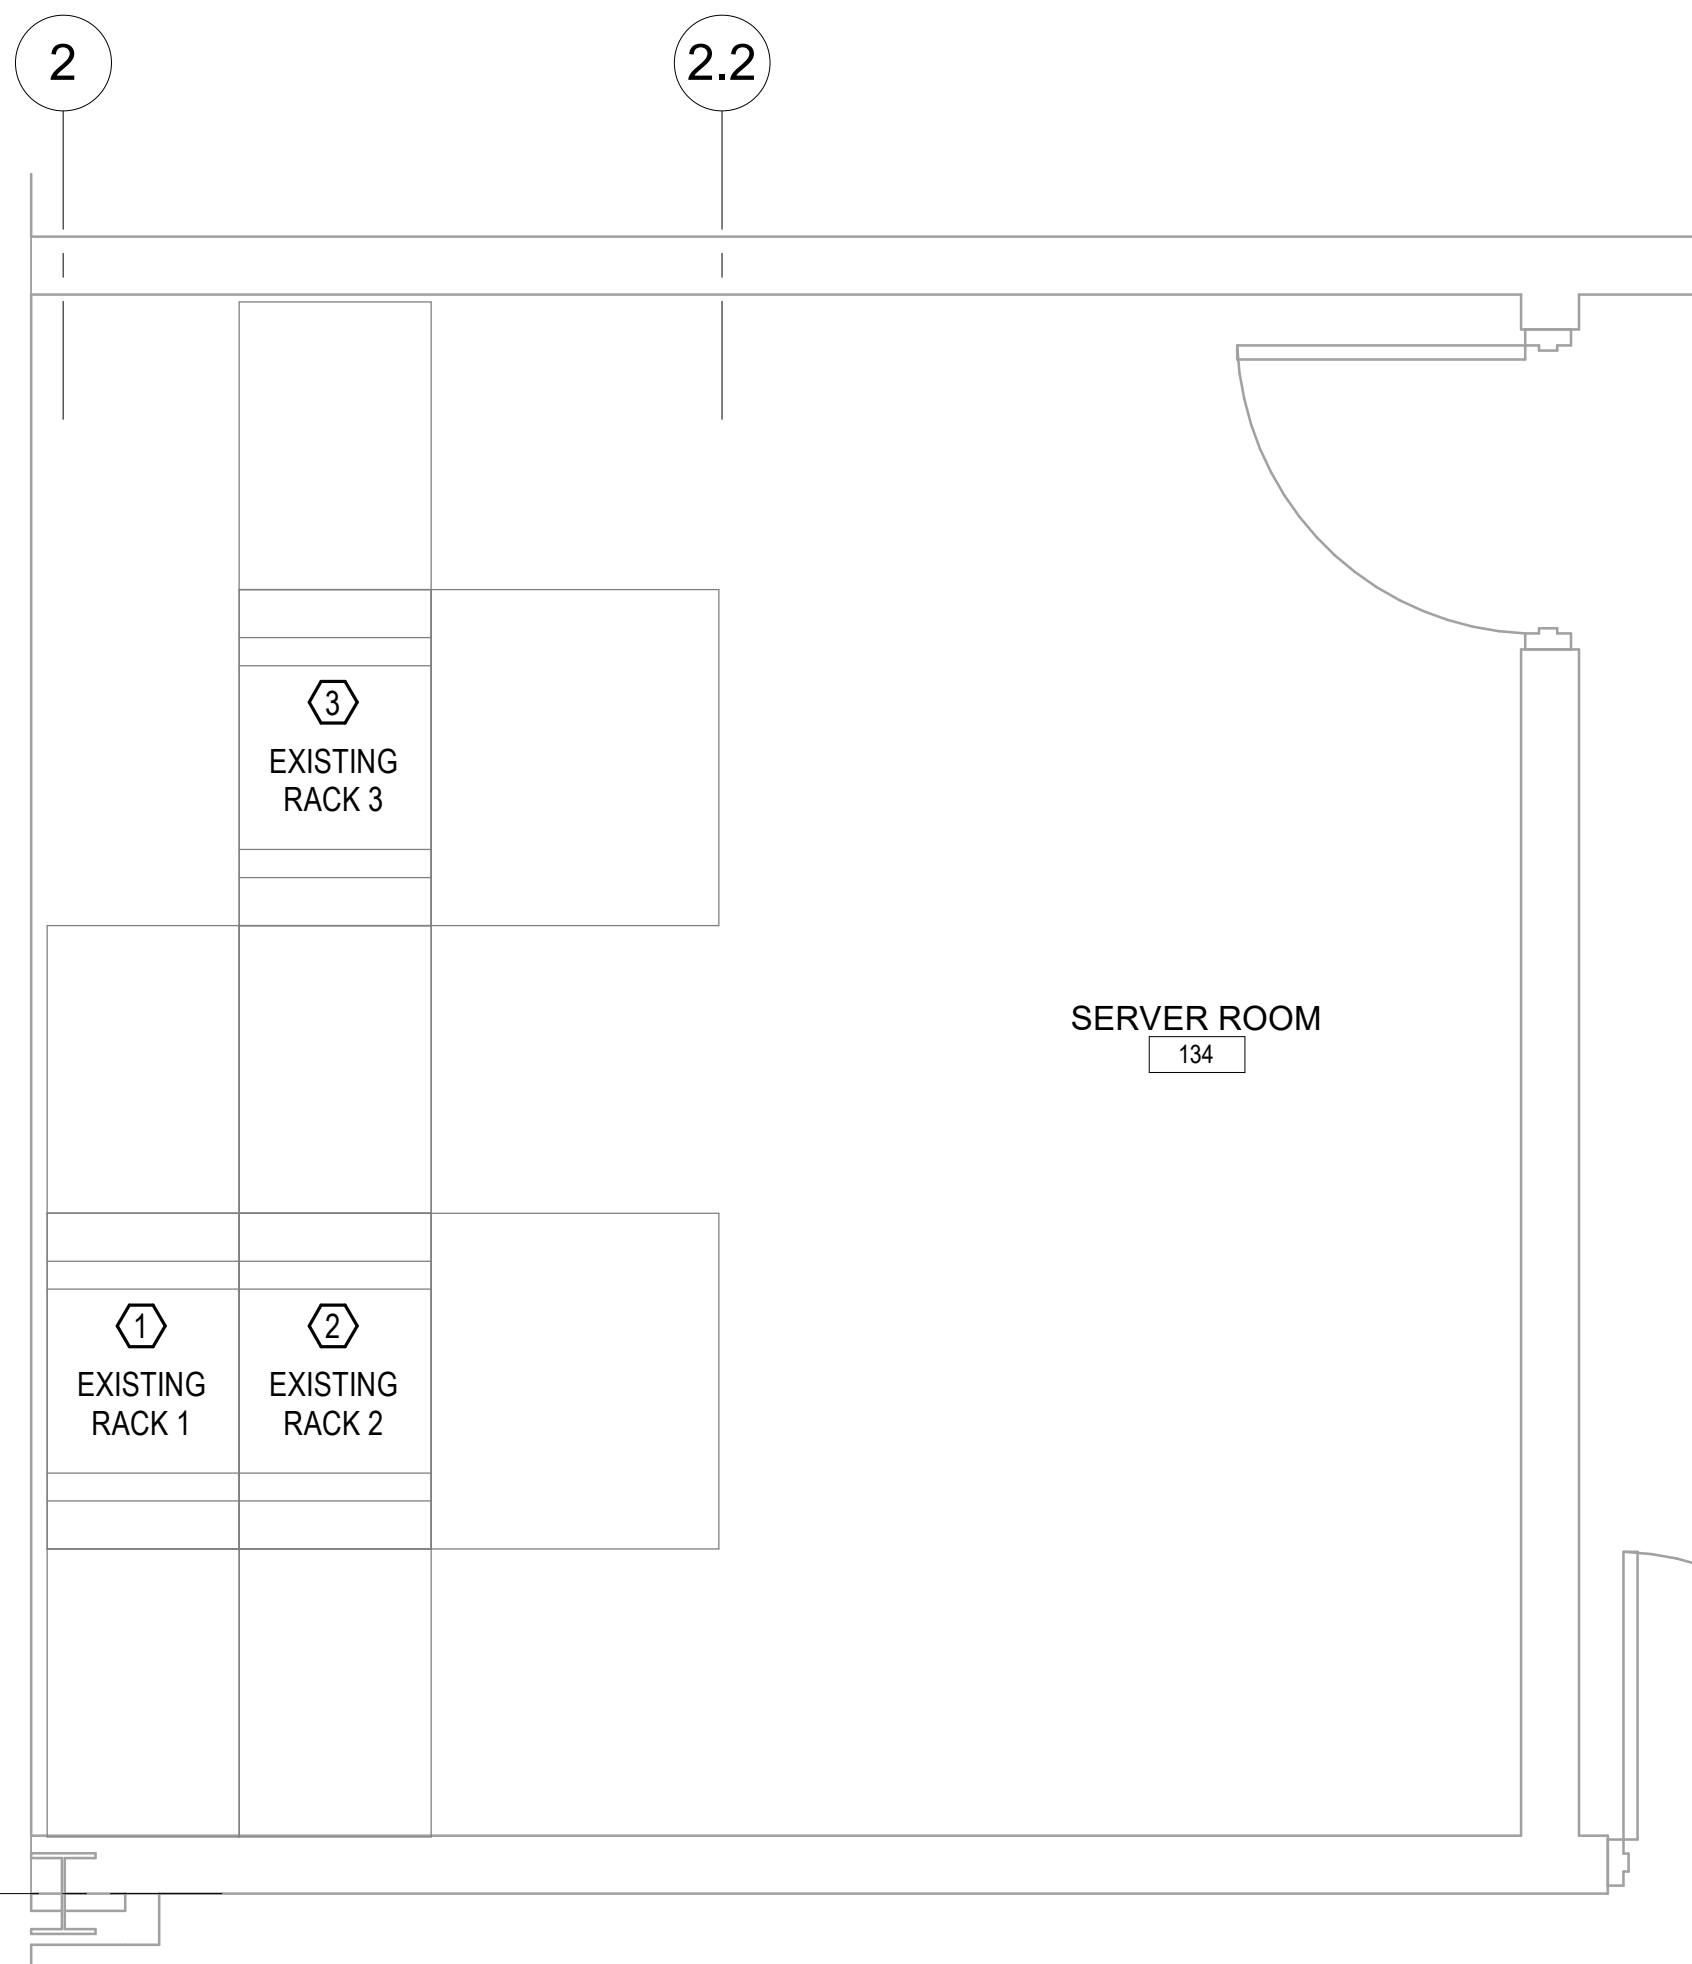 2
2.2
3
EXISTING
RACK 3
SERVER ROOM
134
1
EXISTING
RACK 1
2
EXISTING
RACK 2